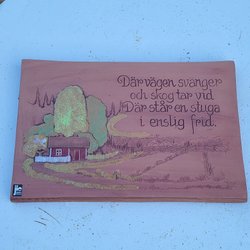 Där vägen svänger
och skog tar vid
Där står en stuga
i enslig frid.